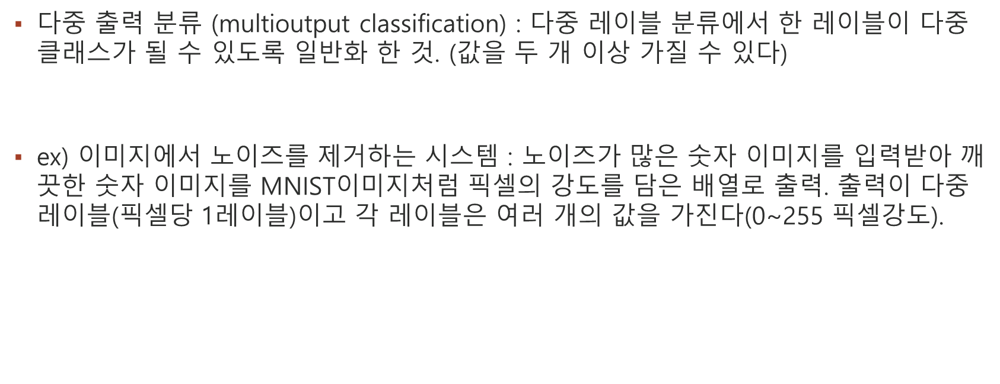 ▪ 다중 출력 분류 (multioutput classification) : 다중 레이블 분류에서 한 레이블이 다중
클래스가 될 수 있도록 일반화 한 것. (값을 두 개 이상 가질 수 있다)
▪ ex) 이미지에서 노이즈를 제거하는 시스템 : 노이즈가 많은 숫자 이미지를 입력받아 깨
끗한 숫자 이미지를 MNIST이미지처럼 픽셀의 강도를 담은 배열로 출력. 출력이 다중
레이블(픽셀당 1레이블)이고 각 레이블은 여러 개의 값을 가진다(0~255 픽셀강도).